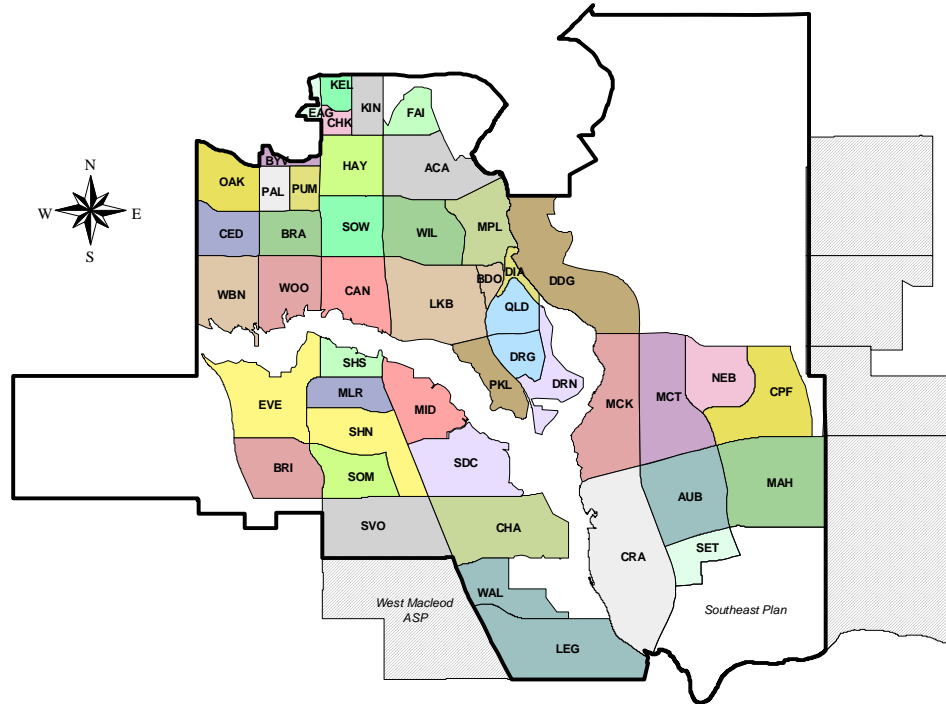 KEL
EAG
KIN
FAI
CHK
BYV
HAY
ACA
OAK
PAL
PUM
N
W
E
S
CED
BRA
SOW
WIL
MPL
DIA
DDG
BDO
WBN
WOO
CAN
LKB
QLD
SHS
DRG
PKL
DRN
EVE
MLR
MID
MCK
MCT
NEB
CPF
SHN
BRI
SOM
SDC
AUB
MAH
SVO
CHA
CRA
SET
WAL
West Macleod
ASP
Southeast Plan
LEG